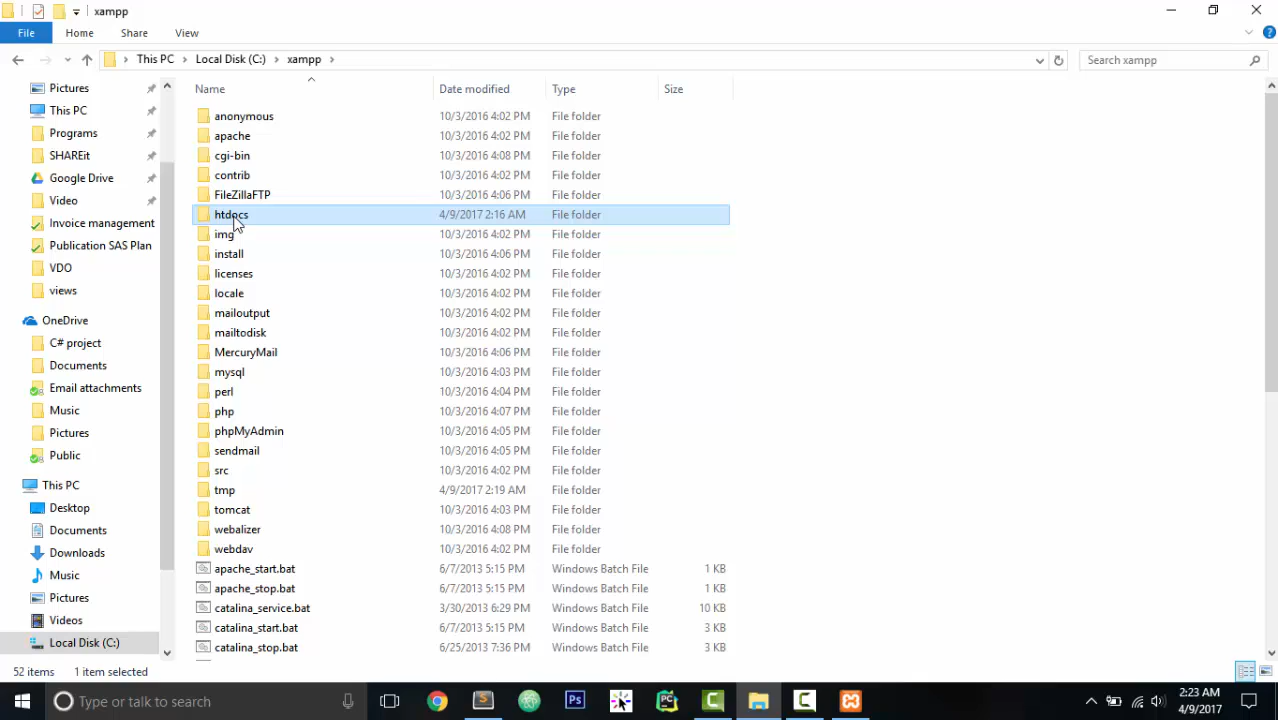 xampp
File Home Share View
This PC Local Disk (C:) xampp
Search xampp
Name Date modified Type Size
Pictures
This PC
Programs
SHAREit
Google Drive
Video
Invoice management
Publication SAS Plan
VDO
views
OneDrive
C# project
Documents
Email attachments
Music
Pictures
Public
This PC
Desktop
Documents
Downloads
Music
Pictures
Videos
Local Disk (C:)
anonymous 10/3/2016 4:02 PM File folder
apache 10/3/2016 4:02 PM File folder
cgi-bin 10/3/2016 4:08 PM File folder
contrib 10/3/2016 4:02 PM File folder
FileZillaFTP 10/3/2016 4:06 PM File folder
htdocs 4/9/2017 2:16 AM File folder
img 10/3/2016 4:02 PM File folder
install 10/3/2016 4:06 PM File folder
licenses 10/3/2016 4:02 PM File folder
locale 10/3/2016 4:02 PM File folder
mailoutput 10/3/2016 4:02 PM File folder
mailtodisk 10/3/2016 4:02 PM File folder
MercuryMail 10/3/2016 4:06 PM File folder
mysql 10/3/2016 4:03 PM File folder
perl 10/3/2016 4:04 PM File folder
php 10/3/2016 4:07 PM File folder
phpMyAdmin 10/3/2016 4:05 PM File folder
sendmail 10/3/2016 4:05 PM File folder
src 10/3/2016 4:02 PM File folder
tmp 4/9/2017 2:19 AM File folder
tomcat 10/3/2016 4:03 PM File folder
webalizer 10/3/2016 4:08 PM File folder
webdav 10/3/2016 4:02 PM File folder
apache_start.bat 6/7/2013 5:15 PM Windows Batch File 1 KB
apache_stop.bat 6/7/2013 5:15 PM Windows Batch File 1 KB
catalina_service.bat 3/30/2013 6:29 PM Windows Batch File 10 KB
catalina_start.bat 6/7/2013 5:15 PM Windows Batch File 3 KB
catalina_stop.bat 6/25/2013 7:36 PM Windows Batch File 3 KB
52 items 1 item selected
Type or talk to search
Ps
PC
2:23 AM
4/9/2017